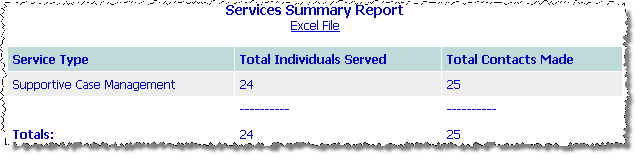 Services Summary Report
Excel File
Service Type Total Individuals Served Total Contacts Made
Supportive Case Management 24 25
---------- ----------
Totals: 24 25